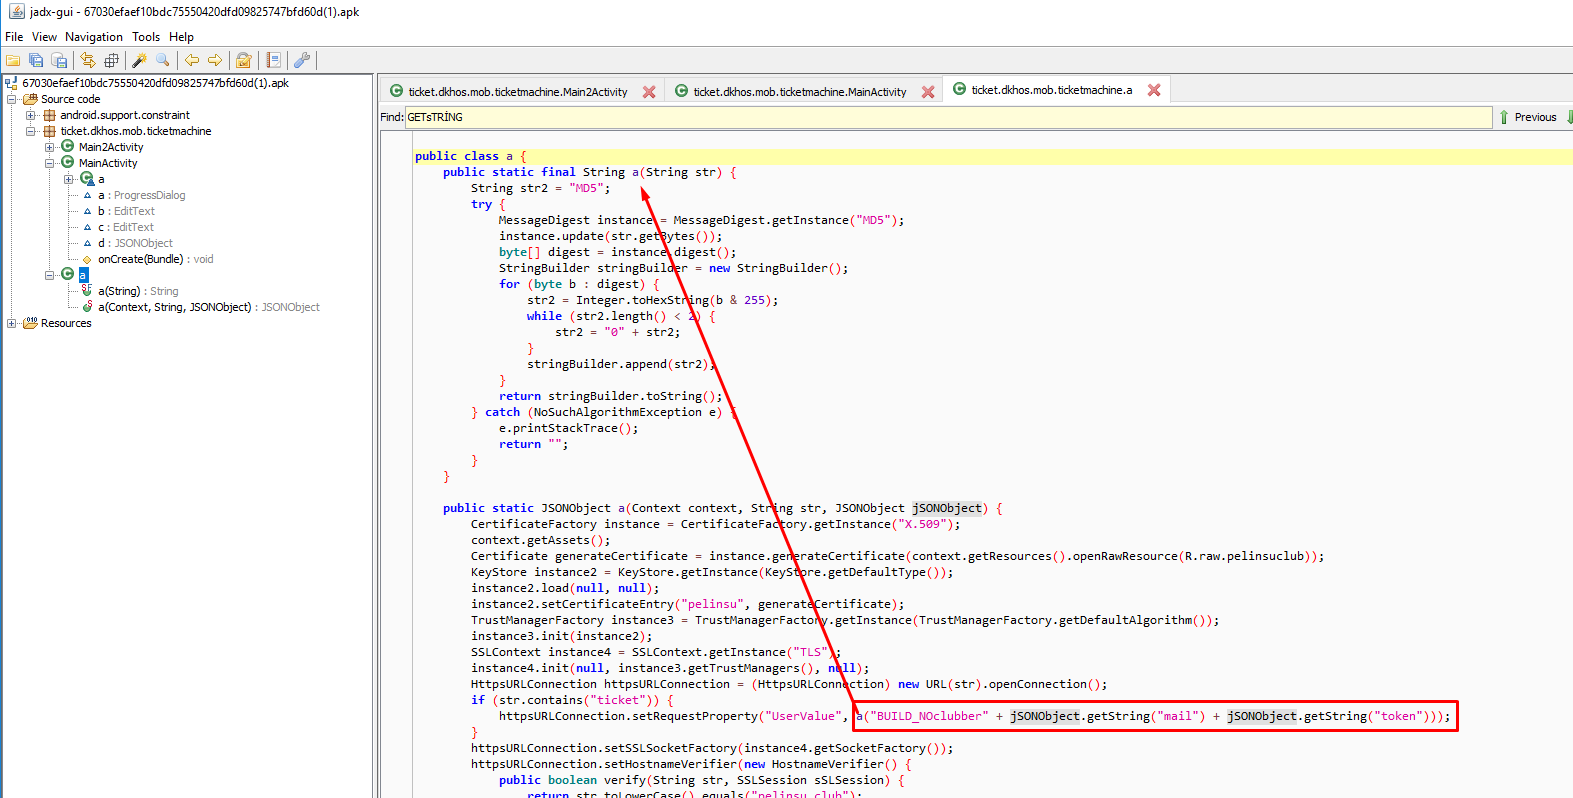 jadx-gui - 67030efaef10bdc75550420dfd09825747bfd60d(1).apk
File View Navigation Tools Help
67030efaef10bdc75550420dfd09825747bfd60d(1).apk
Source code
android.support.constraint
ticket.dkhos.mob.ticketmachine
Main2Activity
MainActivity
a
a : ProgressDialog
b : EditText
c : EditText
d : JSONObject
onCreate(Bundle) : void
a
a(String) : String
a(Context, String, JSONObject) : JSONObject
Resources
ticket.dkhos.mob.ticketmachine.Main2Activity
ticket.dkhos.mob.ticketmachine.MainActivity
ticket.dkhos.mob.ticketmachine.a
Find: GETsTRİNG
Previous
public class a {
public static final String a(String str) {
String str2 = "MD5";
try {
MessageDigest instance = MessageDigest.getInstance("MD5");
instance.update(str.getBytes());
byte[] digest = instance.digest();
StringBuilder stringBuilder = new StringBuilder();
for (byte b : digest) {
str2 = Integer.toHexString(b & 255);
while (str2.length() < 2) {
str2 = "0" + str2;
}
stringBuilder.append(str2);
}
return stringBuilder.toString();
} catch (NoSuchAlgorithmException e) {
e.printStackTrace();
return "";
}
}
public static JSONObject a(Context context, String str, JSONObject jSONObject) {
CertificateFactory instance = CertificateFactory.getInstance("X.509");
context.getAssets();
Certificate generateCertificate = instance.generateCertificate(context.getResources().openRawResource(R.raw.pelinsuclub));
KeyStore instance2 = KeyStore.getInstance(KeyStore.getDefaultType());
instance2.load(null, null);
instance2.setCertificateEntry("pelinsu", generateCertificate);
TrustManagerFactory instance3 = TrustManagerFactory.getInstance(TrustManagerFactory.getDefaultAlgorithm());
instance3.init(instance2);
SSLContext instance4 = SSLContext.getInstance("TLS");
instance4.init(null, instance3.getTrustManagers(), null);
HttpsURLConnection httpsURLConnection = (HttpsURLConnection) new URL(str).openConnection();
if (str.contains("ticket")) {
httpsURLConnection.setRequestProperty("UserValue", a("BUILD_NOclubber" + jSONObject.getString("mail") + jSONObject.getString("token")));
}
httpsURLConnection.setSSLSocketFactory(instance4.getSocketFactory());
httpsURLConnection.setHostnameVerifier(new HostnameVerifier() {
public boolean verify(String str, SSLSession sSLSession) {
return str.toLowerCase().equals("pelinsu.club");